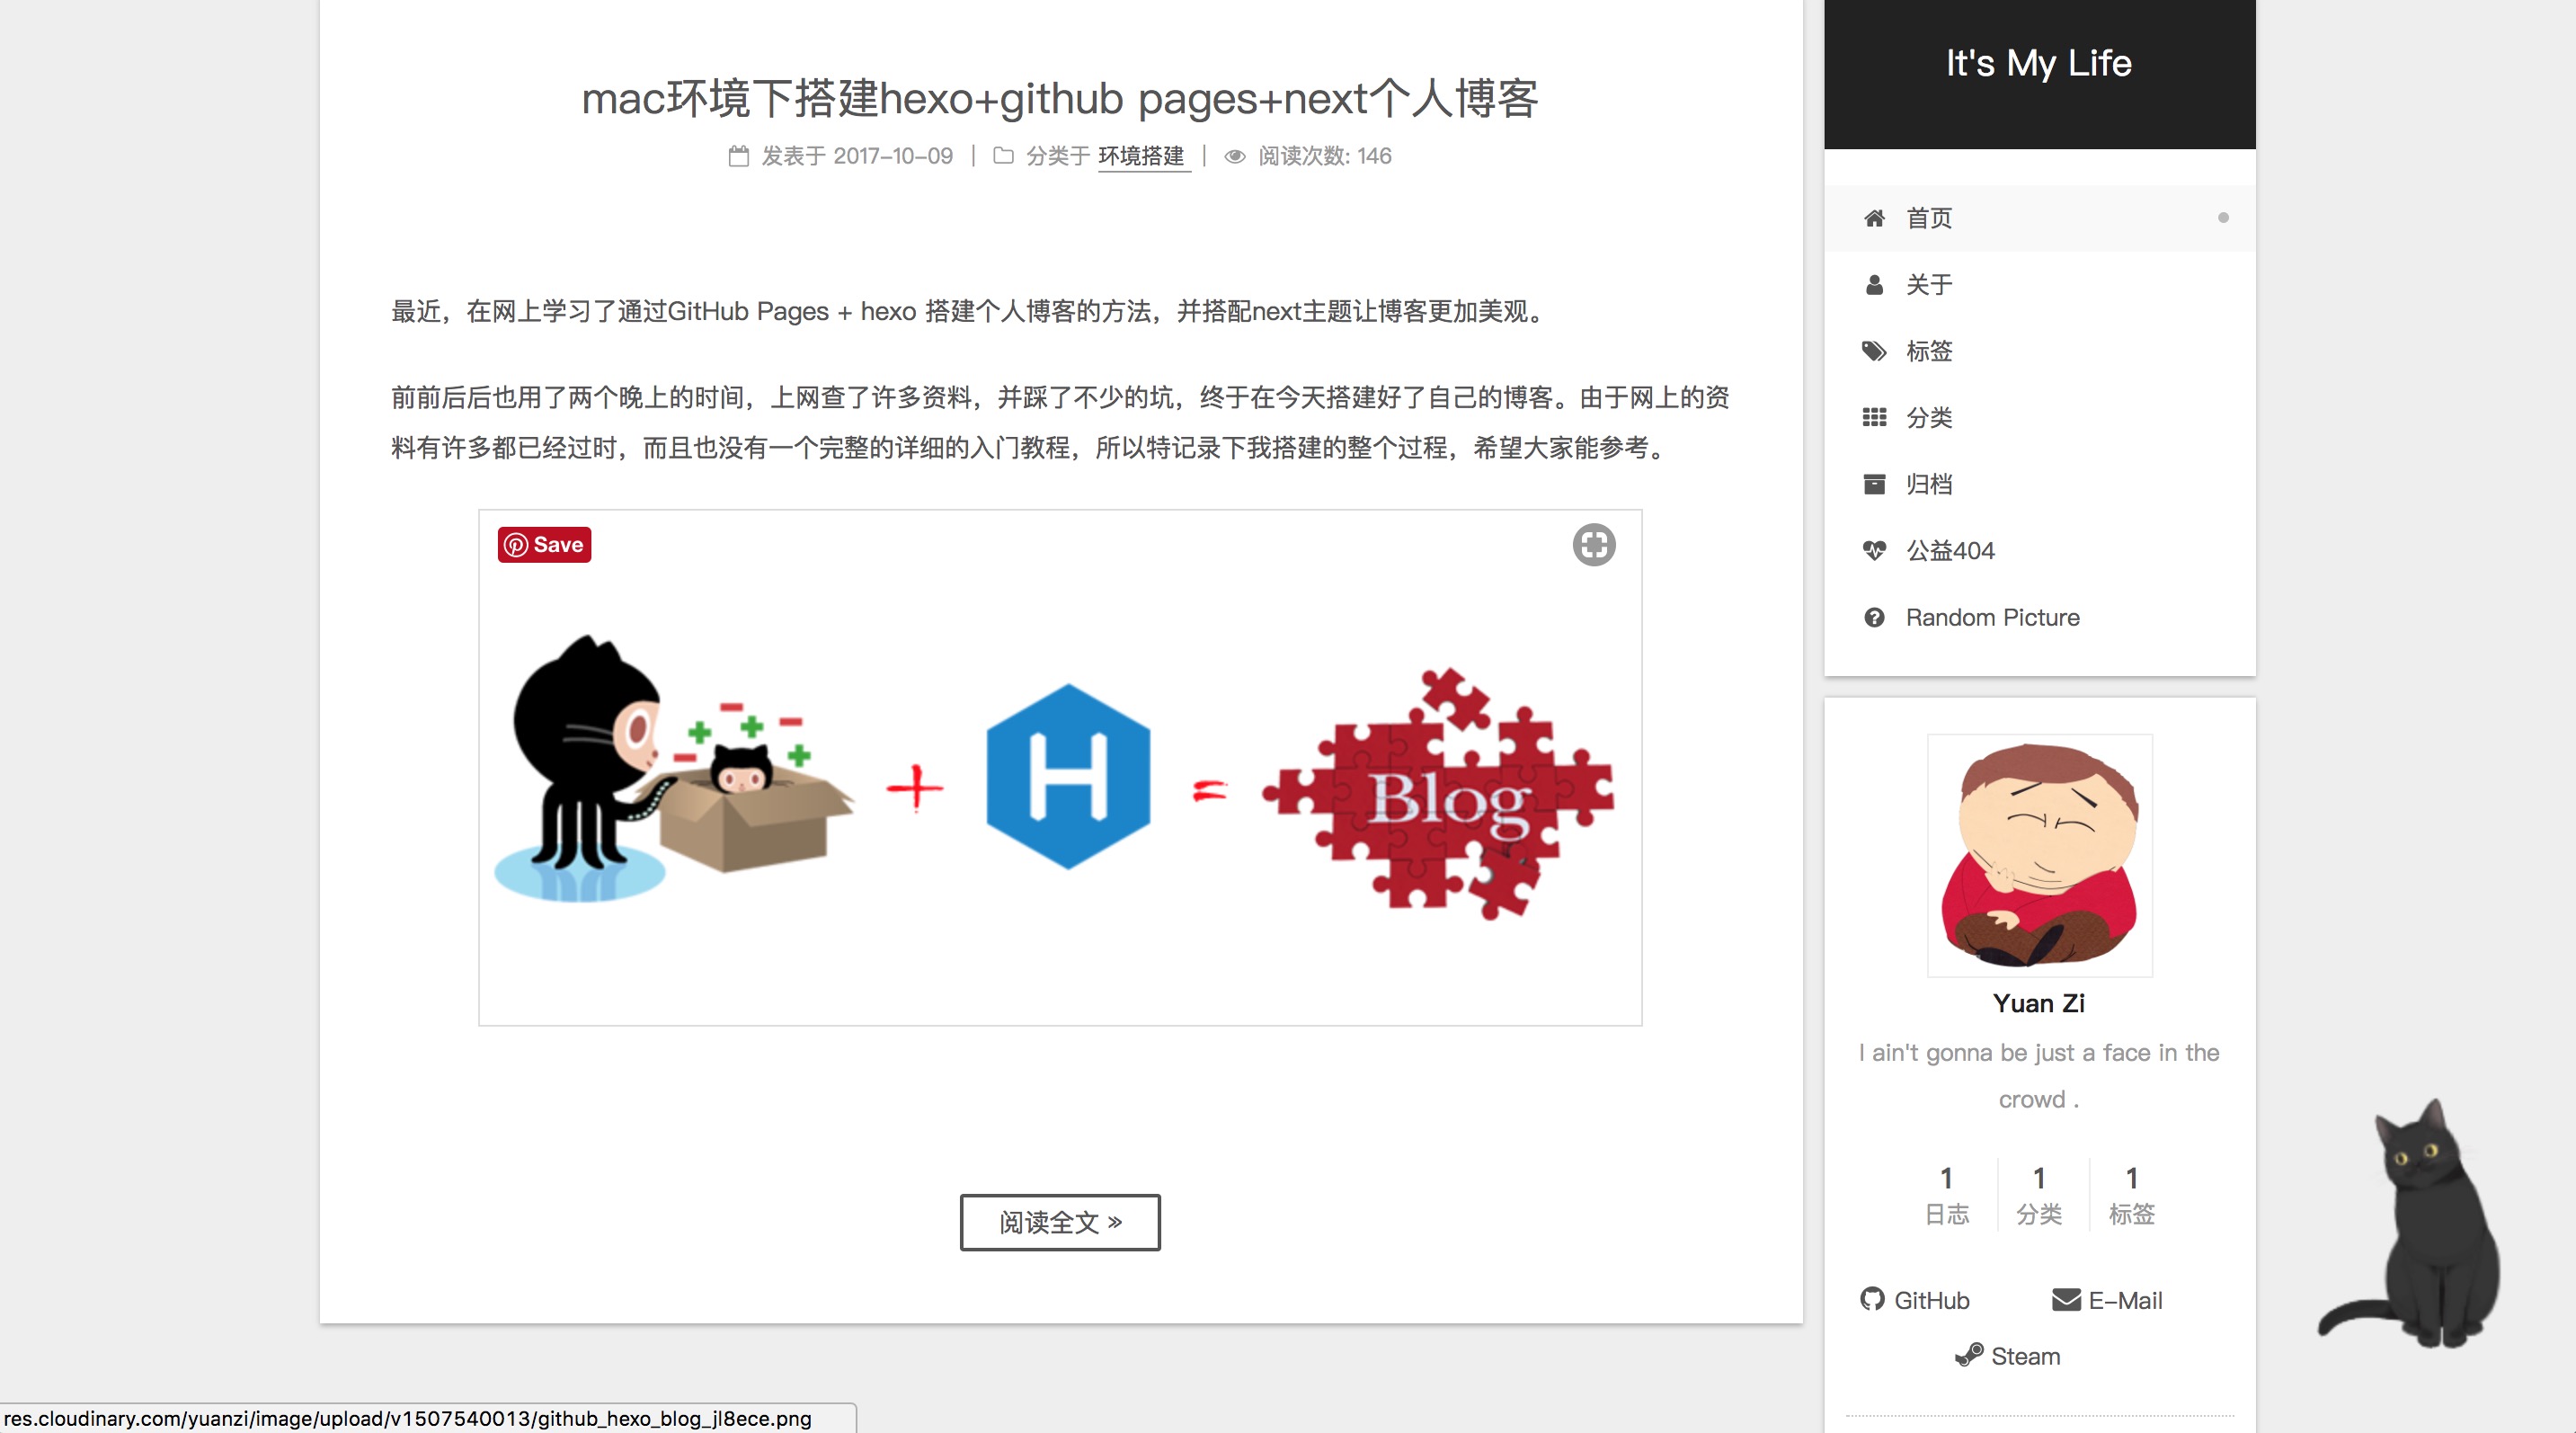 mac环境下搭建hexo+github pages+next个人博客
发表于 2017-10-09 | 分类于 环境搭建 | 阅读次数: 146
最近，在网上学习了通过GitHub Pages + hexo 搭建个人博客的方法，并搭配next主题让博客更加美观。
前前后后也用了两个晚上的时间，上网查了许多资料，并踩了不少的坑，终于在今天搭建好了自己的博客。由于网上的资
料有许多都已经过时，而且也没有一个完整的详细的入门教程，所以特记录下我搭建的整个过程，希望大家能参考。
Save
H
Blog
阅读全文 »
It's My Life
首页
关于
标签
分类
归档
公益404
Random Picture
Yuan Zi
I ain't gonna be just a face in the
crowd .
1 1 1
日志 分类 标签
GitHub E-Mail
Steam
res.cloudinary.com/yuanzi/image/upload/v1507540013/github_hexo_blog_jl8ece.png